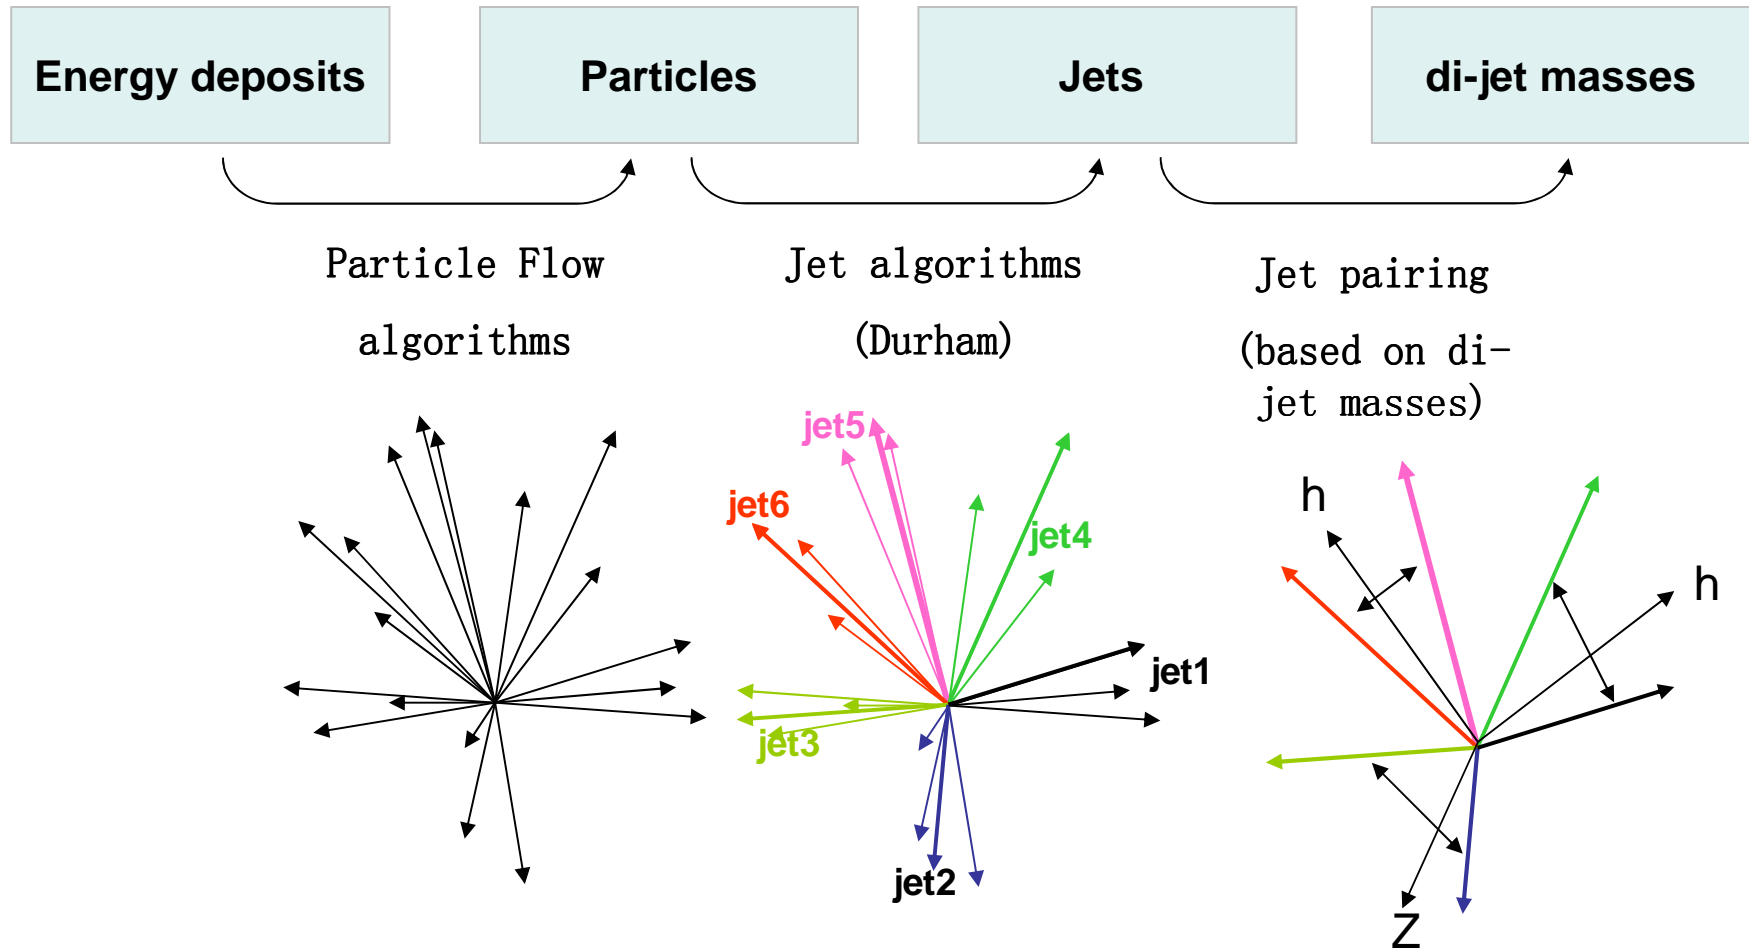 Energy deposits
Particles
Jets
di-jet masses
Particle Flow
algorithms
Jet algorithms
(Durham)
Jet pairing
(based on di-
jet masses)
jet5
jet6
jet4
jet1
jet3
jet2
h
h
Z